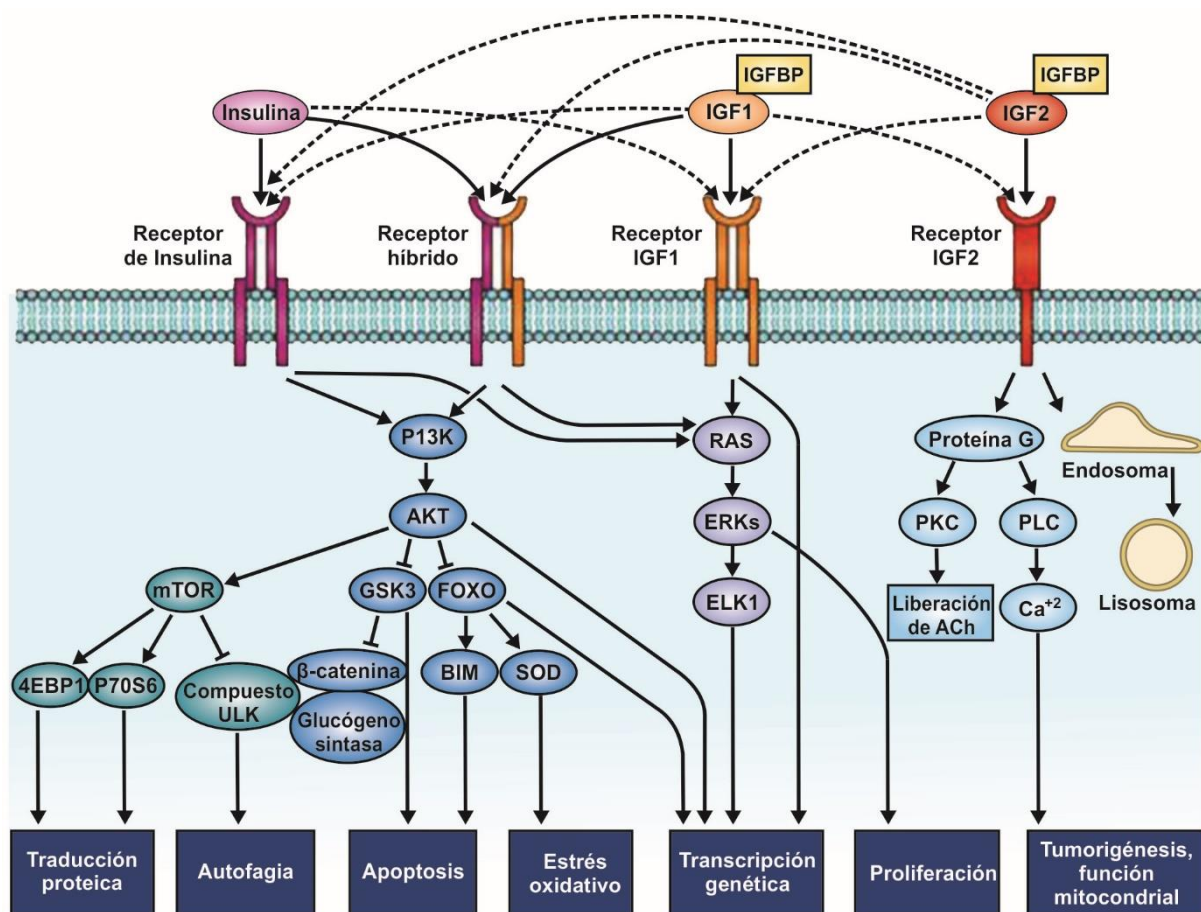 IGFBP
IGFBP
Insulina
IGF1
IGF2
Receptor
de Insulina
Receptor
híbrido
Receptor
IGF1
Receptor
IGF2
P13K
RAS
Proteína G
Endosoma
AKT
ERKs
PKC
PLC
mTOR
GSK3
FOXO
ELK1
Liberación
de ACh
Ca+2
Lisosoma
4EBP1
P70S6
Compuesto
ULK
β-catenina
BIM
SOD
Glucógeno
sintasa
Traducción
proteica
Autofagia
Apoptosis
Estrés
oxidativo
Transcripción
genética
Proliferación
Tumorigénesis,
función
mitocondrial